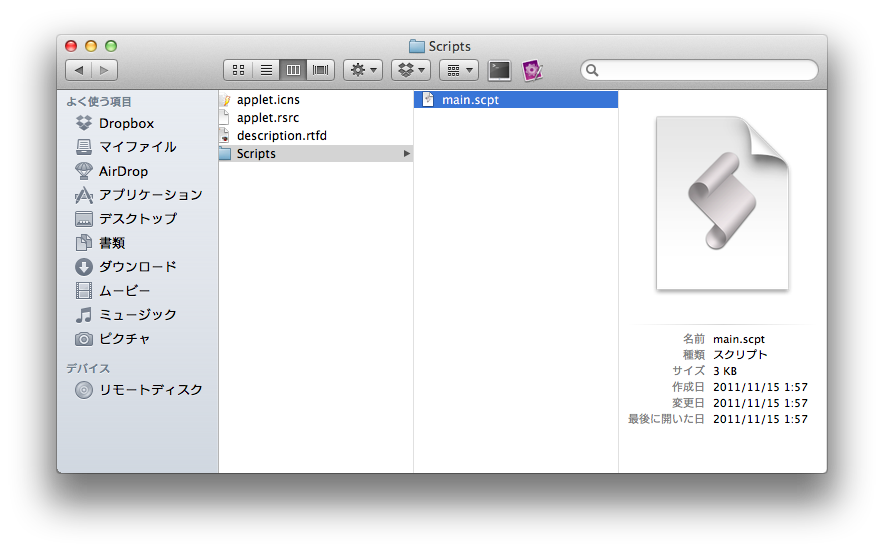 Scripts
よく使う項目
Dropbox
マイファイル
AirDrop
アプリケーション
デスクトップ
書類
ダウンロード
ムービー
ミュージック
ピクチャ
デバイス
リモートディスク
applet.icns
applet.rsrc
description.rtfd
Scripts
main.scpt
名前 main.scpt
種類 スクリプト
サイズ 3 KB
作成日 2011/11/15 1:57
変更日 2011/11/15 1:57
最後に開いた日 2011/11/15 1:57